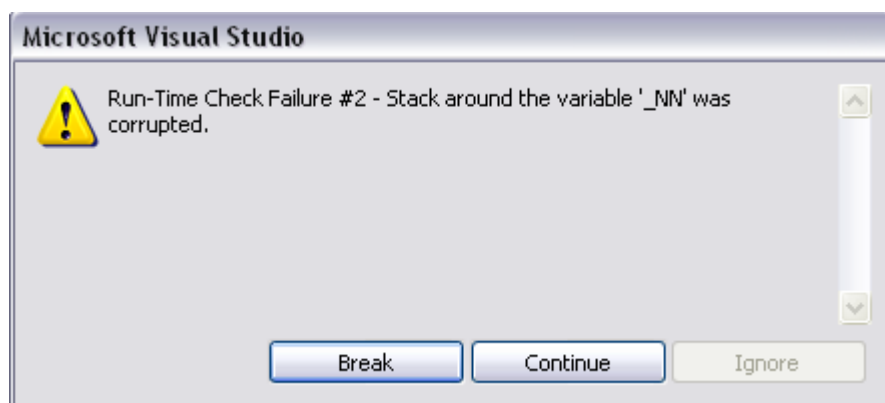 Microsoft Visual Studio
Run-Time Check Failure #2 - Stack around the variable '_NN' was
corrupted.
Break Continue Ignore